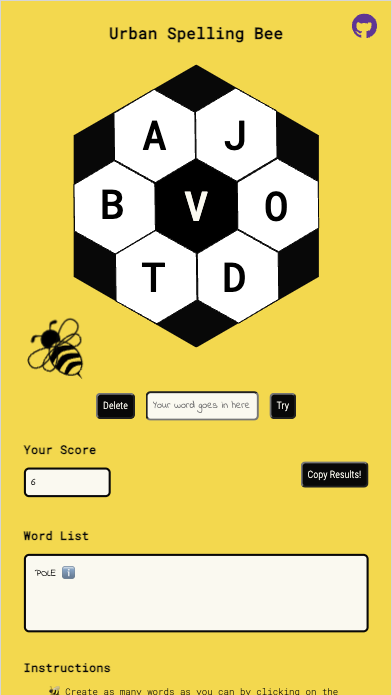 Urban Spelling Bee
A J
B V O
T D
Delete Your word goes in here Try
Your Score
6
Copy Results!
Word List
POLE ℹ️
Instructions
🐝 Create as many words as you can by clicking on the